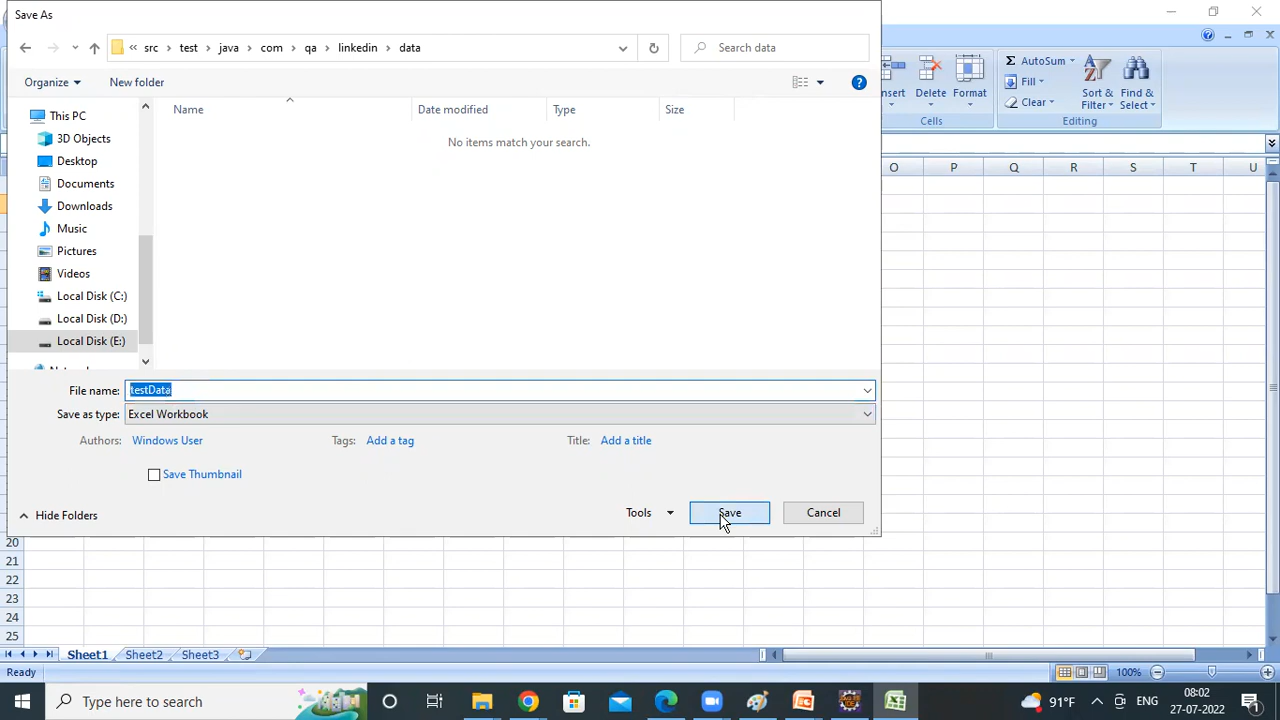 Save As
« src › test › java › com › qa › linkedin › data
Search data
Organize
New folder
This PC
3D Objects
Desktop
Documents
Downloads
Music
Pictures
Videos
Local Disk (C:)
Local Disk (D:)
Local Disk (E:)
Name
Date modified
Type
Size
No items match your search.
File name: testData
Save as type: Excel Workbook
Authors: Windows User
Tags: Add a tag
Title: Add a title
Save Thumbnail
Hide Folders
Tools
Save
Cancel
Delete
Format
Cells
AutoSum
Fill
Clear
Sort &
Filter
Find &
Select
Editing
O P Q R S T U
20
21
22
23
24
25
Sheet1 Sheet2 Sheet3
Ready
100%
Type here to search
91°F
ENG
08:02
27-07-2022
1